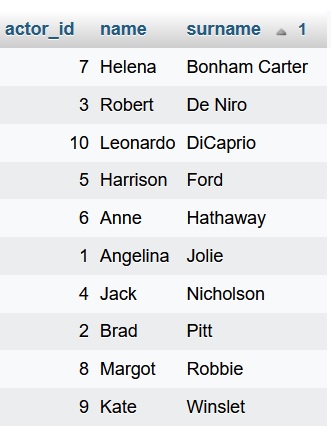 actor_id name surname 1
7 Helena Bonham Carter
3 Robert De Niro
10 Leonardo DiCaprio
5 Harrison Ford
6 Anne Hathaway
1 Angelina Jolie
4 Jack Nicholson
2 Brad Pitt
8 Margot Robbie
9 Kate Winslet